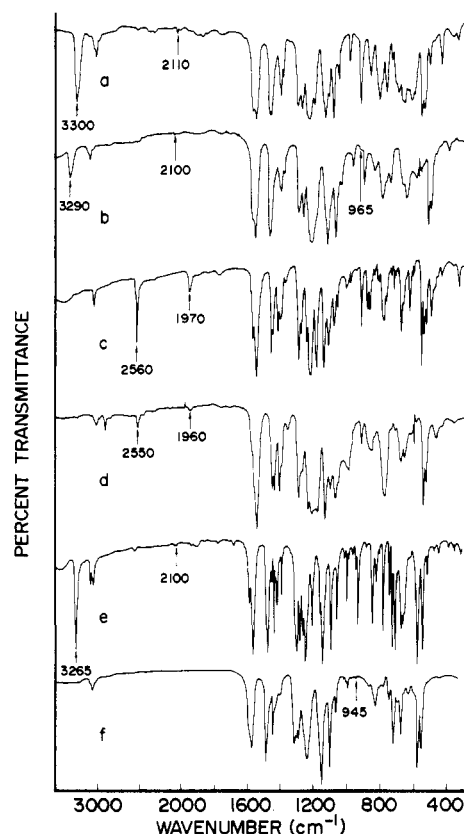 PERCENT TRANSMITTANCE
a
2110
3300
b
2100
3290
965
c
1970
2560
d
1960
2550
e
2100
3265
f
945
3000 2000 1600 1200 800 400
WAVENUMBER (cm⁻¹)